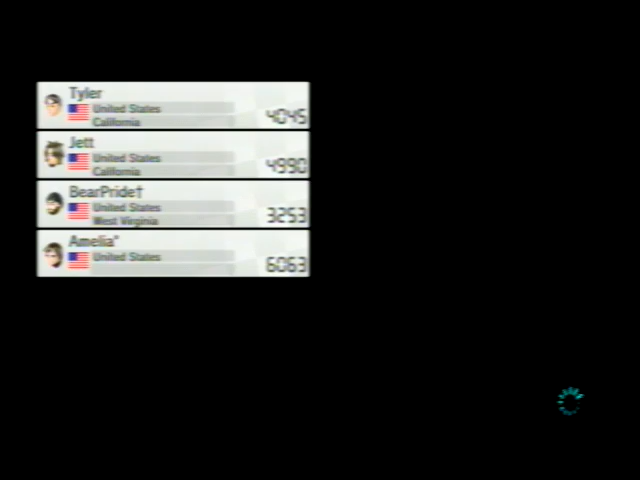 Tyler
United States
California
4045
Jett
United States
California
4990
BearPride†
United States
West Virginia
3253
Amelia*
United States
6063